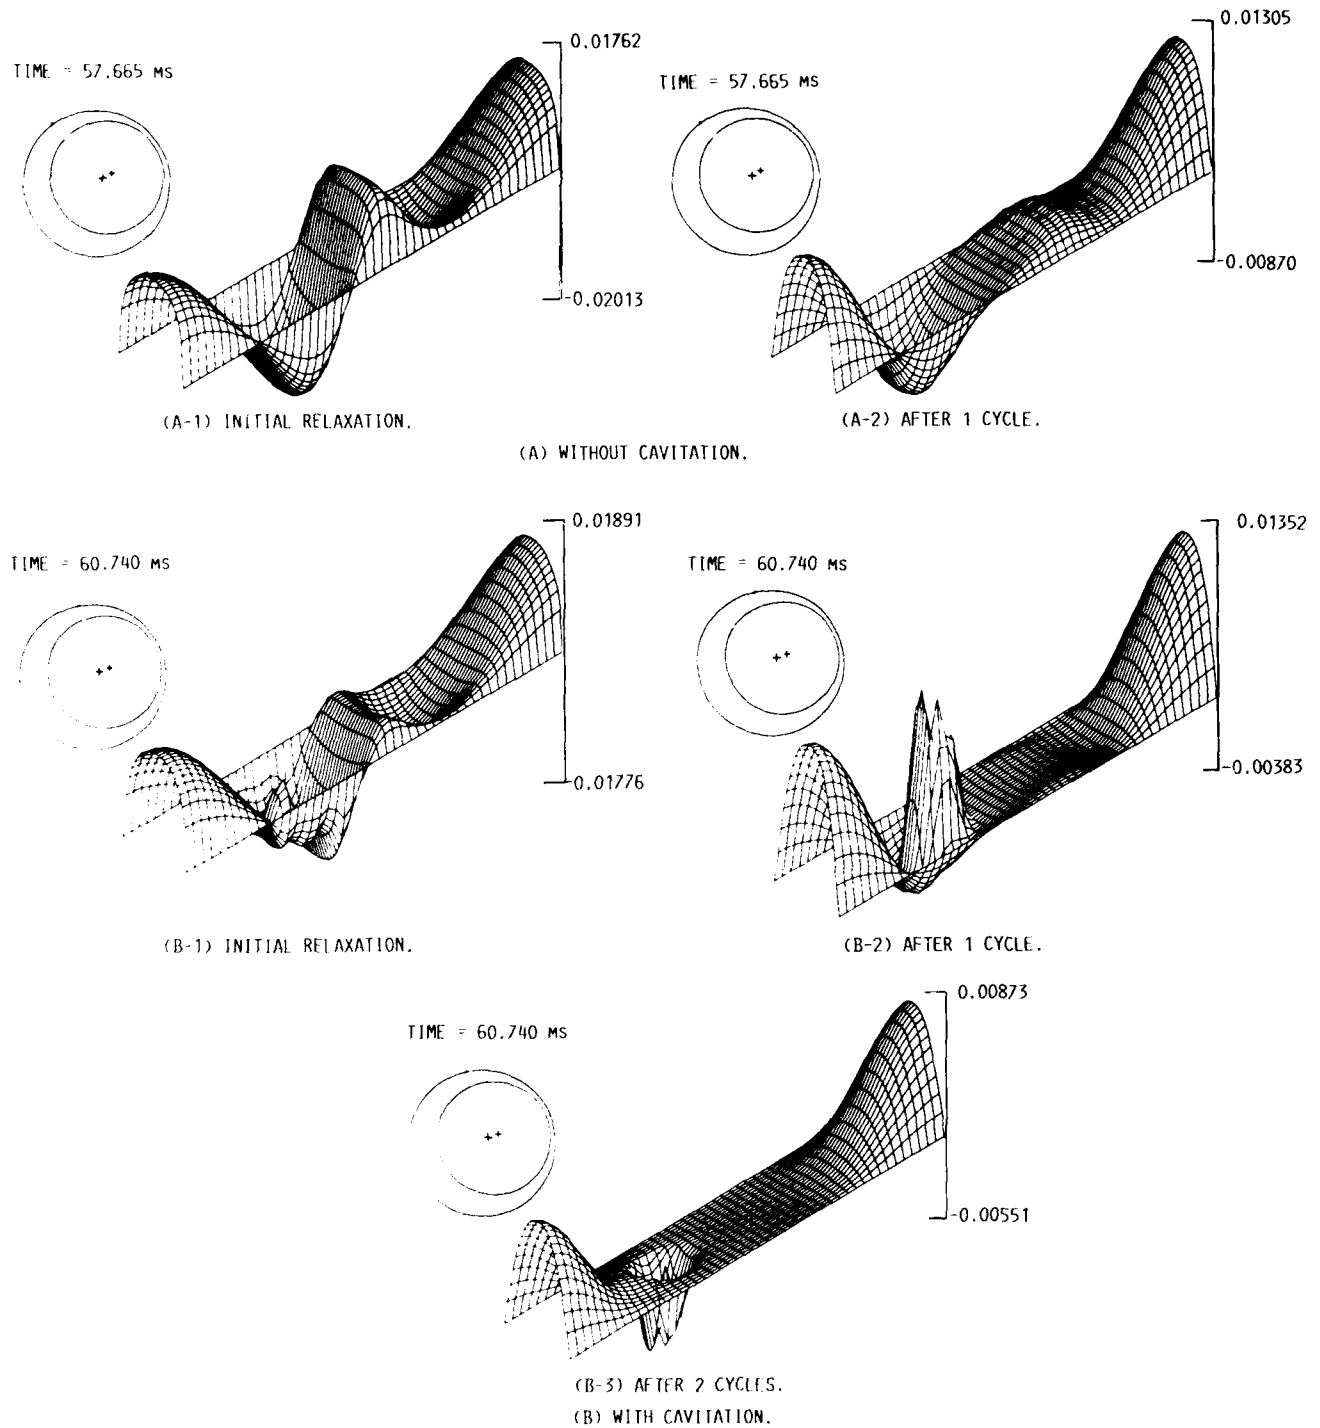 0.01762
TIME = 57.665 MS
-0.02013
(A-1) INITIAL RELAXATION.
0.01305
TIME = 57.665 MS
-0.00870
(A-2) AFTER 1 CYCLE.
(A) WITHOUT CAVITATION.
0.01891
TIME = 60.740 MS
-0.01776
(B-1) INITIAL RELAXATION.
0.01352
TIME = 60.740 MS
-0.00383
(B-2) AFTER 1 CYCLE.
0.00873
TIME = 60.740 MS
-0.00551
(B-3) AFTER 2 CYCLES.
(B) WITH CAVITATION.